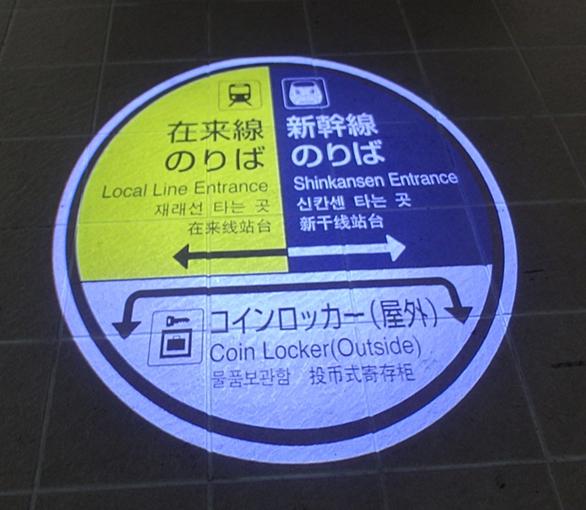 在来線
のりば
Local Line Entrance
재래선 타는 곳
在来线站台
新幹線
のりば
Shinkansen Entrance
신칸센 타는 곳
新干线站台
コインロッカー(屋外)
Coin Locker(Outside)
물품보관함 投币式寄存柜